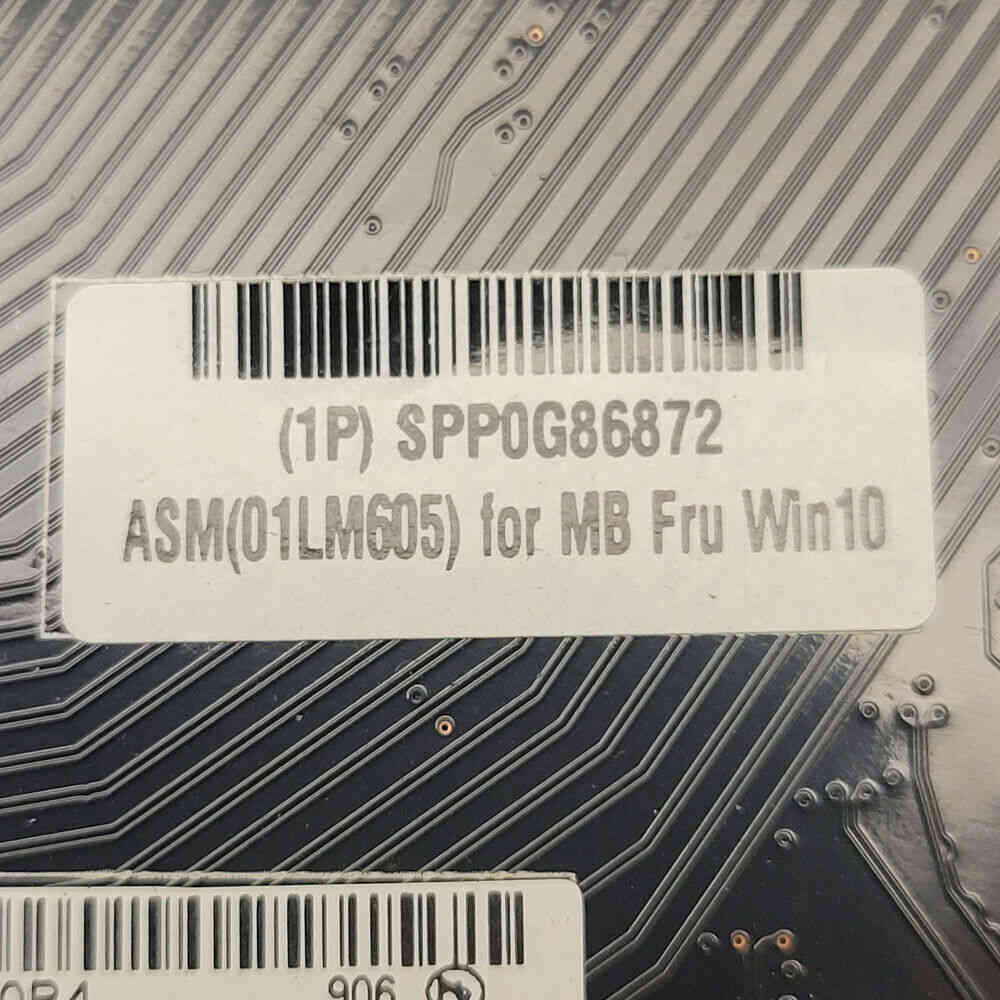 (1P) SPP0G86872
ASM(01LM605) for MB Fru Win10
906